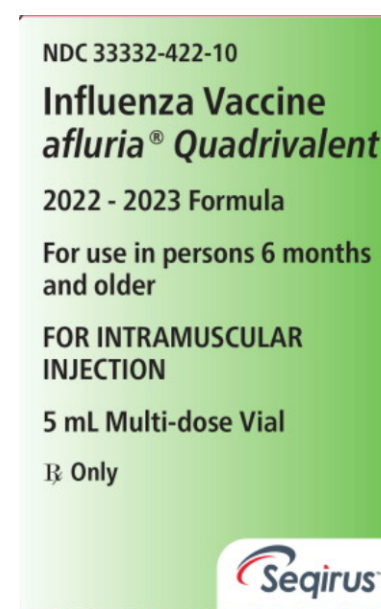 NDC 33332-422-10
Influenza Vaccine
afluria® Quadrivalent
2022 - 2023 Formula
For use in persons 6 months
and older
FOR INTRAMUSCULAR
INJECTION
5 mL Multi-dose Vial
℞ Only
Seqirus